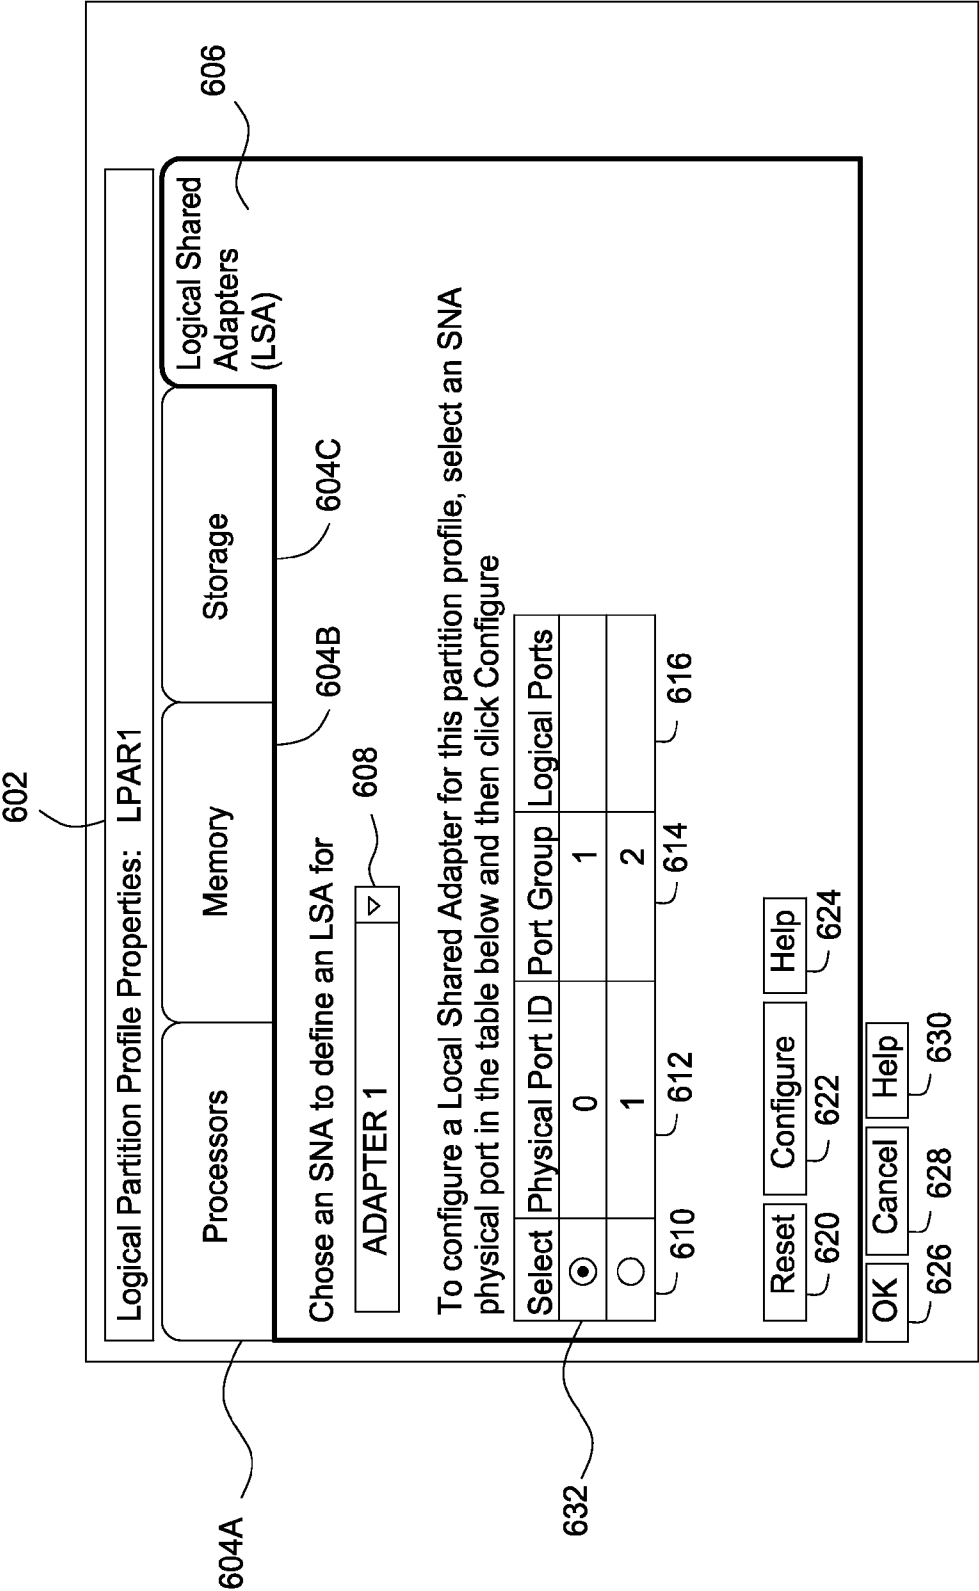 602
Logical Partition Profile Properties: LPAR1
604A
Processors
Memory
Storage
Logical Shared
Adapters
(LSA)
606
604B
604C
Chose an SNA to define an LSA for
ADAPTER 1
608
To configure a Local Shared Adapter for this partition profile, select an SNA
physical port in the table below and then click Configure
Select Physical Port ID Port Group Logical Ports
632
0 1
1 2
610 612 614 616
Reset Configure Help
620 622 624
OK Cancel Help
626 628 630